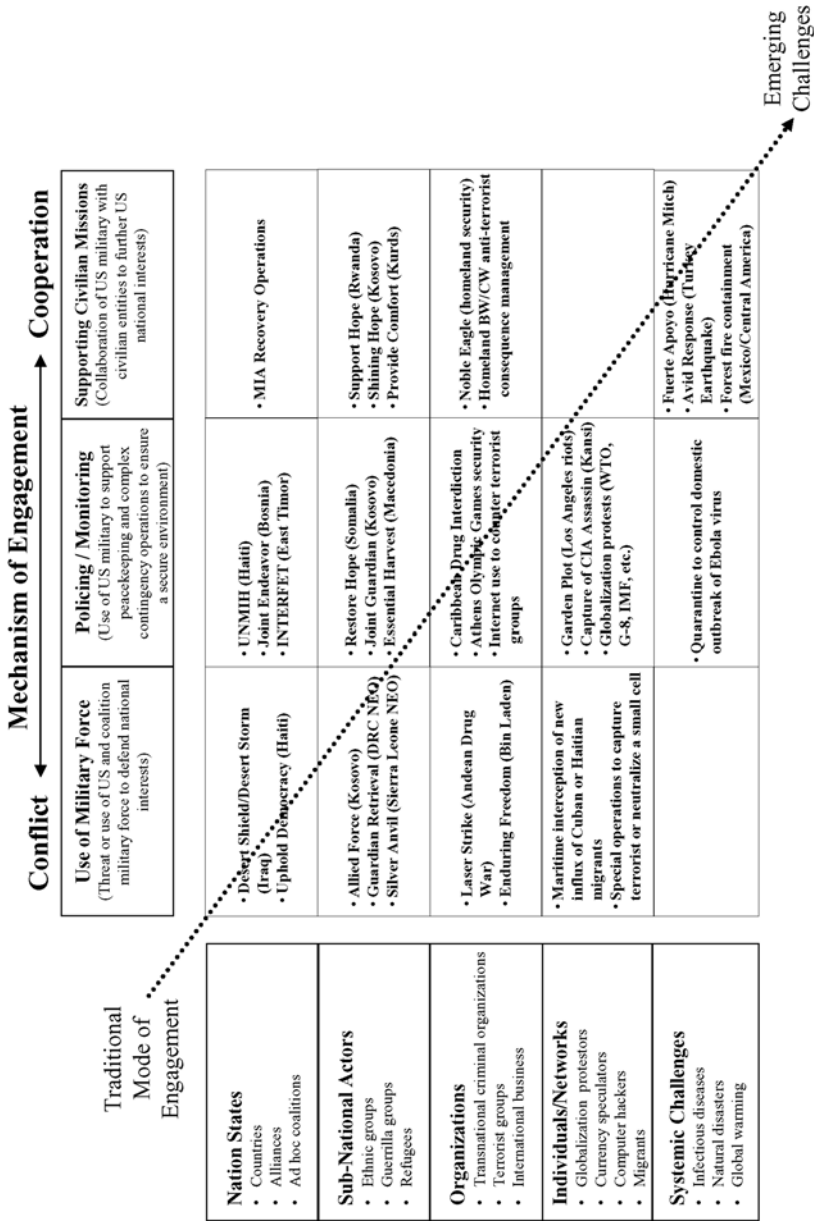 Mechanism of Engagement
Conflict
Cooperation
Traditional
Mode of
Engagement
Use of Military Force
(Threat or use of US and coalition
military force to defend national
interests)
Policing / Monitoring
(Use of US military to support
peacekeeping and complex
contingency operations to ensure
a secure environment)
Supporting Civilian Missions
(Collaboration of US military with
civilian entities to further US
national interests)
Nation States
• Countries
• Alliances
• Ad hoc coalitions
• Desert Shield/Desert Storm
(Iraq)
• Uphold Democracy (Haiti)
• UNMIH (Haiti)
• Joint Endeavor (Bosnia)
• INTERFET (East Timor)
• MIA Recovery Operations
Sub-National Actors
• Ethnic groups
• Guerrilla groups
• Refugees
• Allied Force (Kosovo)
• Guardian Retrieval (DRC NEO)
• Silver Anvil (Sierra Leone NEO)
• Restore Hope (Somalia)
• Joint Guardian (Kosovo)
• Essential Harvest (Macedonia)
• Support Hope (Rwanda)
• Shining Hope (Kosovo)
• Provide Comfort (Kurds)
Organizations
• Transnational criminal organizations
• Terrorist groups
• International business
• Laser Strike (Andean Drug
War)
• Enduring Freedom (Bin Laden)
• Caribbean Drug Interdiction
• Athens Olympic Games security
• Internet use to counter terrorist
groups
• Noble Eagle (homeland security)
• Homeland BW/CW anti-terrorist
consequence management
Individuals/Networks
• Globalization protestors
• Currency speculators
• Computer hackers
• Migrants
• Maritime interception of new
influx of Cuban or Haitian
migrants
• Special operations to capture
terrorist or neutralize a small cell
• Garden Plot (Los Angeles riots)
• Capture of CIA Assassin (Kansi)
• Globalization protests (WTO,
G-8, IMF, etc.)
Systemic Challenges
• Infectious diseases
• Natural disasters
• Global warming
• Quarantine to control domestic
outbreak of Ebola virus
• Fuerte Apoyo (Hurricane Mitch)
• Avid Response (Turkey
Earthquake)
• Forest fire containment
(Mexico/Central America)
Emerging
Challenges